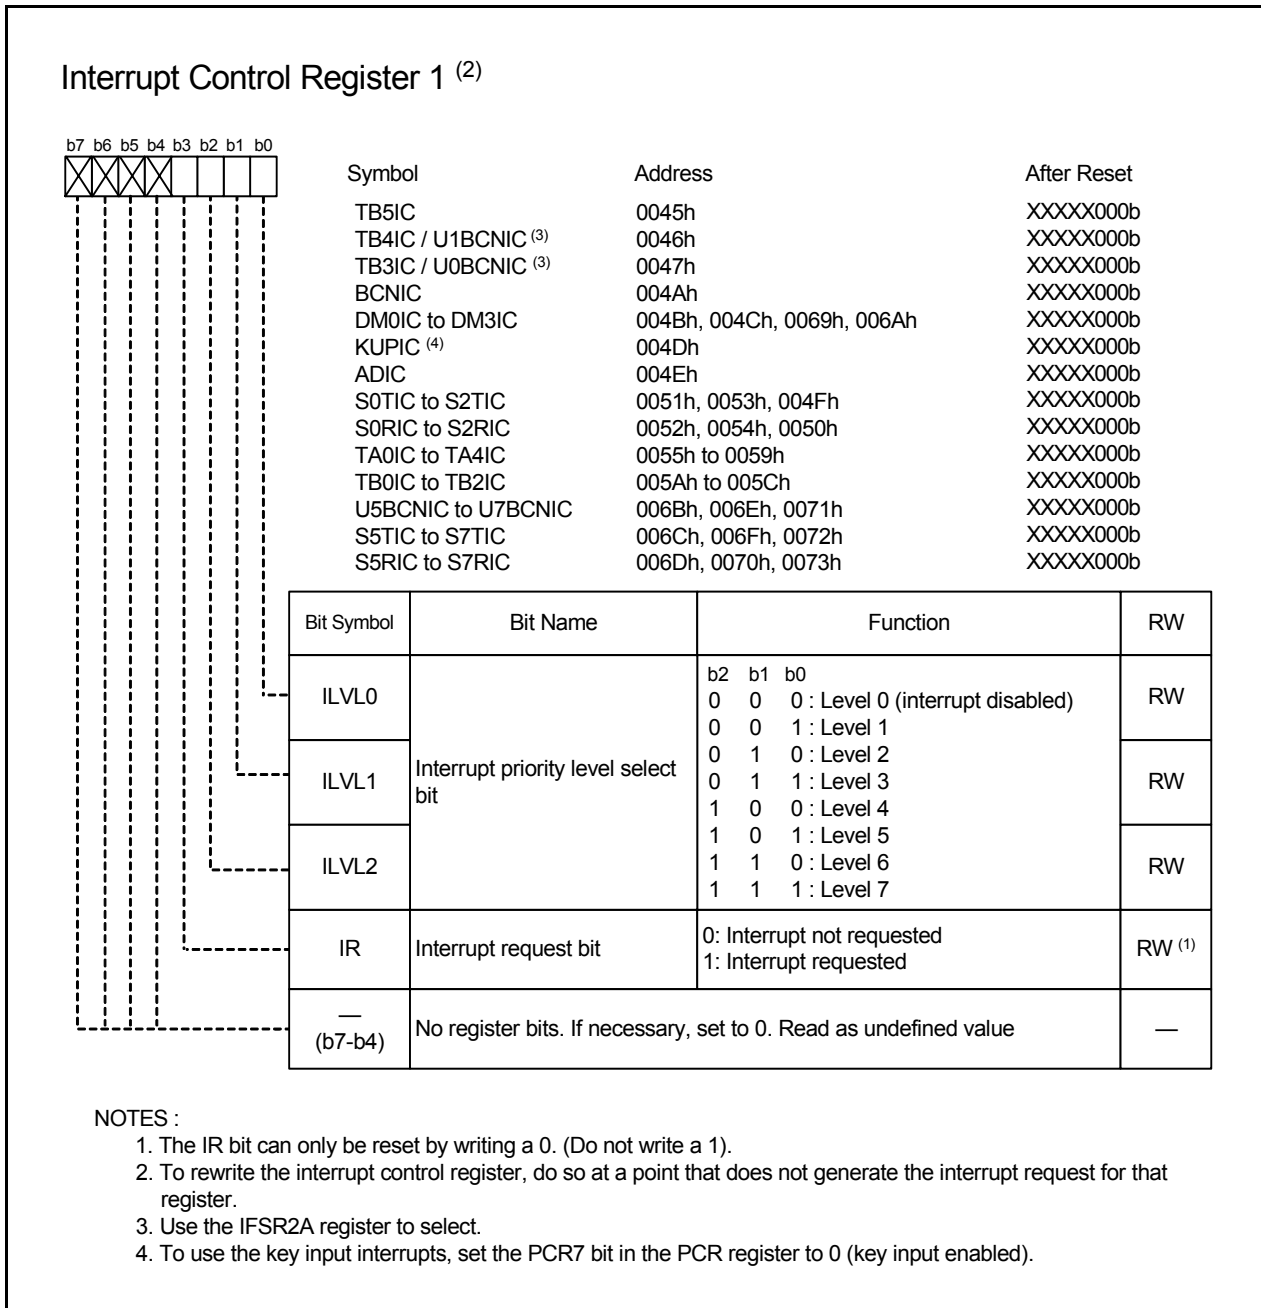 Interrupt Control Register 1 (2)
b7 b6 b5 b4 b3 b2 b1 b0
Symbol Address After Reset
TB5IC 0045h XXXXX000b
TB4IC / U1BCNIC (3) 0046h XXXXX000b
TB3IC / U0BCNIC (3) 0047h XXXXX000b
BCNIC 004Ah XXXXX000b
DM0IC to DM3IC 004Bh, 004Ch, 0069h, 006Ah XXXXX000b
KUPIC (4) 004Dh XXXXX000b
ADIC 004Eh XXXXX000b
S0TIC to S2TIC 0051h, 0053h, 004Fh XXXXX000b
S0RIC to S2RIC 0052h, 0054h, 0050h XXXXX000b
TA0IC to TA4IC 0055h to 0059h XXXXX000b
TB0IC to TB2IC 005Ah to 005Ch XXXXX000b
U5BCNIC to U7BCNIC 006Bh, 006Eh, 0071h XXXXX000b
S5TIC to S7TIC 006Ch, 006Fh, 0072h XXXXX000b
S5RIC to S7RIC 006Dh, 0070h, 0073h XXXXX000b
Bit Symbol Bit Name Function RW
ILVL0 RW
ILVL1 RW
ILVL2 RW
Interrupt priority level select
bit
b2 b1 b0
0 0 0 : Level 0 (interrupt disabled)
0 0 1 : Level 1
0 1 0 : Level 2
0 1 1 : Level 3
1 0 0 : Level 4
1 0 1 : Level 5
1 1 0 : Level 6
1 1 1 : Level 7
IR Interrupt request bit 0: Interrupt not requested RW (1)
1: Interrupt requested
—
(b7-b4) No register bits. If necessary, set to 0. Read as undefined value —
NOTES :
1. The IR bit can only be reset by writing a 0. (Do not write a 1).
2. To rewrite the interrupt control register, do so at a point that does not generate the interrupt request for that
register.
3. Use the IFSR2A register to select.
4. To use the key input interrupts, set the PCR7 bit in the PCR register to 0 (key input enabled).